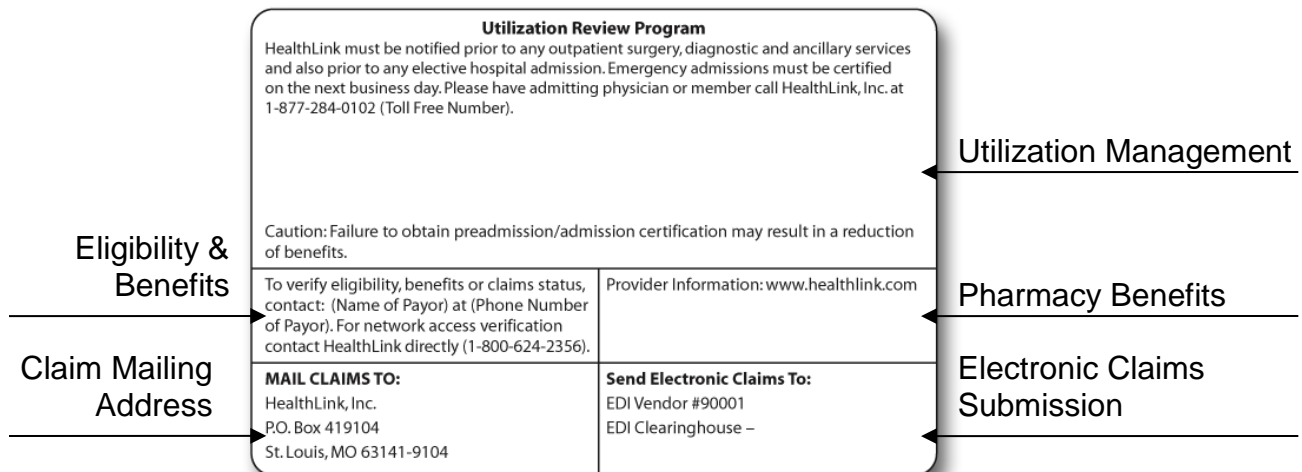 Utilization Review Program
HealthLink must be notified prior to any outpatient surgery, diagnostic and ancillary services
and also prior to any elective hospital admission. Emergency admissions must be certified
on the next business day. Please have admitting physician or member call HealthLink, Inc. at
1-877-284-0102 (Toll Free Number).
Utilization Management
Caution: Failure to obtain preadmission/admission certification may result in a reduction
of benefits.
Eligibility &
Benefits
To verify eligibility, benefits or claims status,
contact: (Name of Payor) at (Phone Number
of Payor). For network access verification
contact HealthLink directly (1-800-624-2356).
Provider Information: www.healthlink.com
Pharmacy Benefits
Claim Mailing
Address
MAIL CLAIMS TO:
HealthLink, Inc.
P.O. Box 419104
St. Louis, MO 63141-9104
Send Electronic Claims To:
EDI Vendor #90001
EDI Clearinghouse –
Electronic Claims
Submission